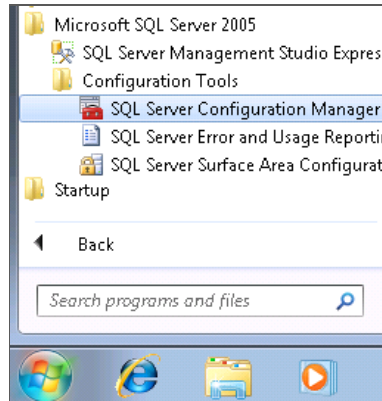 Microsoft SQL Server 2005
SQL Server Management Studio Expres
Configuration Tools
SQL Server Configuration Manager
SQL Server Error and Usage Reporti
SQL Server Surface Area Configurat
Startup
Back
Search programs and files